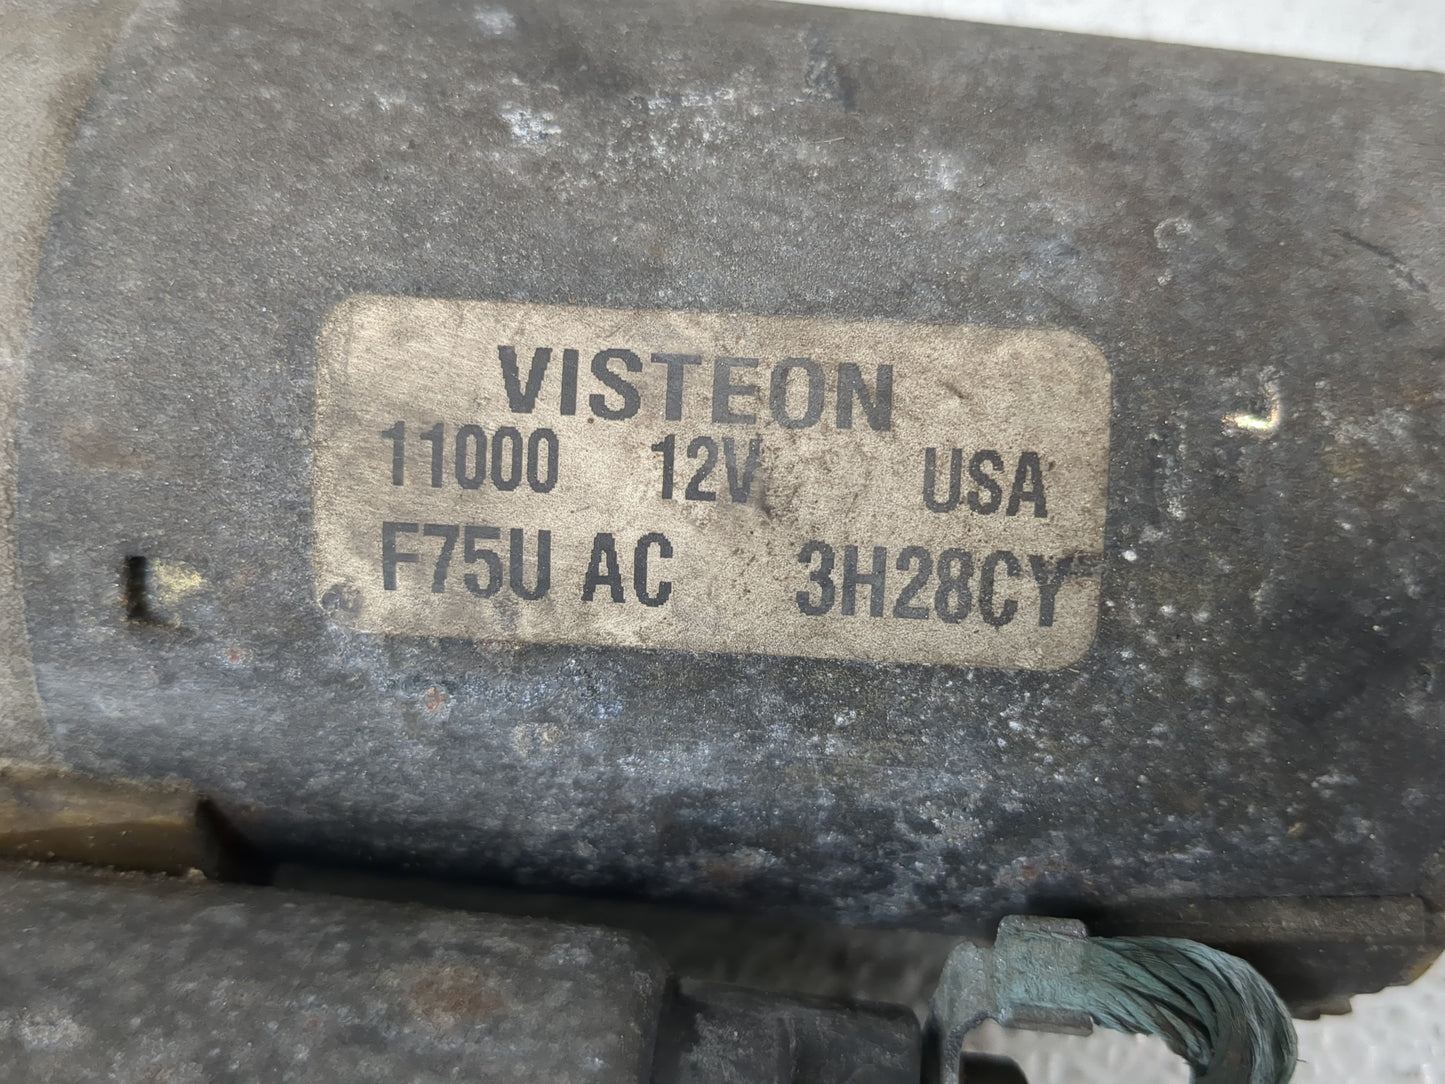 VISTEON
11000 12V USA
F75U AC 3H28CY